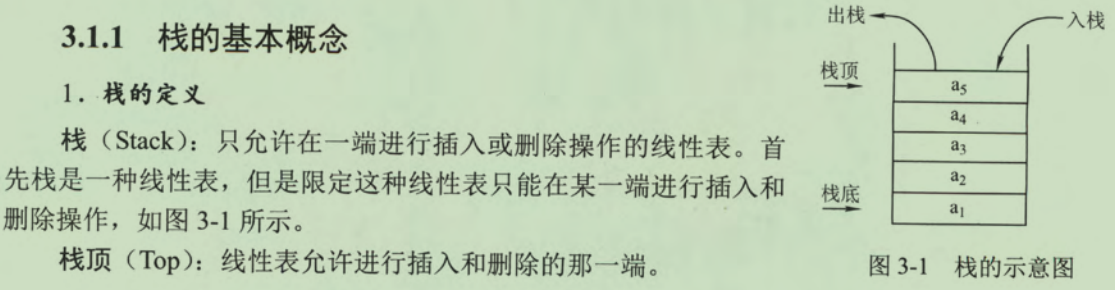 3.1.1 栈的基本概念
1．栈的定义
栈（Stack）：只允许在一端进行插入或删除操作的线性表。首
先栈是一种线性表，但是限定这种线性表只能在某一端进行插入和
删除操作，如图 3-1 所示。
栈顶（Top）：线性表允许进行插入和删除的那一端。
出栈 入栈
栈顶
a5
a4
a3
a2
栈底
a1
图 3-1 栈的示意图